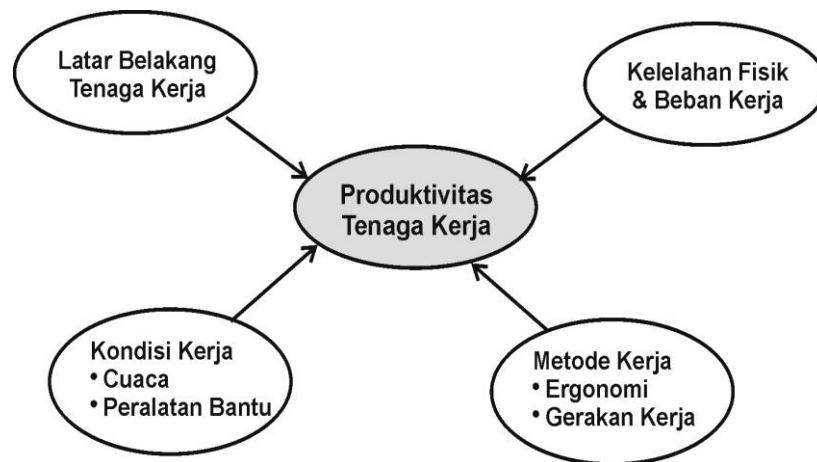 Latar Belakang
Tenaga Kerja
Kelelahan Fisik
& Beban Kerja
Produktivitas
Tenaga Kerja
Kondisi Kerja
• Cuaca
• Peralatan Bantu
Metode Kerja
• Ergonomi
• Gerakan Kerja